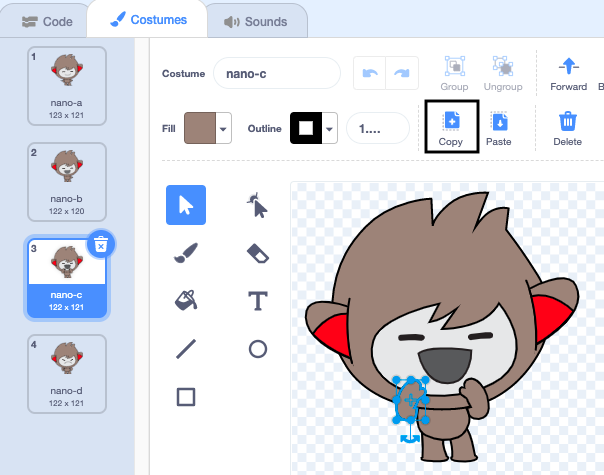 Code
Costumes
Sounds
1
nano-a
123 x 121
2
nano-b
122 x 120
3
nano-c
122 x 121
4
nano-d
122 x 121
Costume
nano-c
Group
Ungroup
Forward
B
Fill
Outline
1....
Copy
Paste
Delete
T